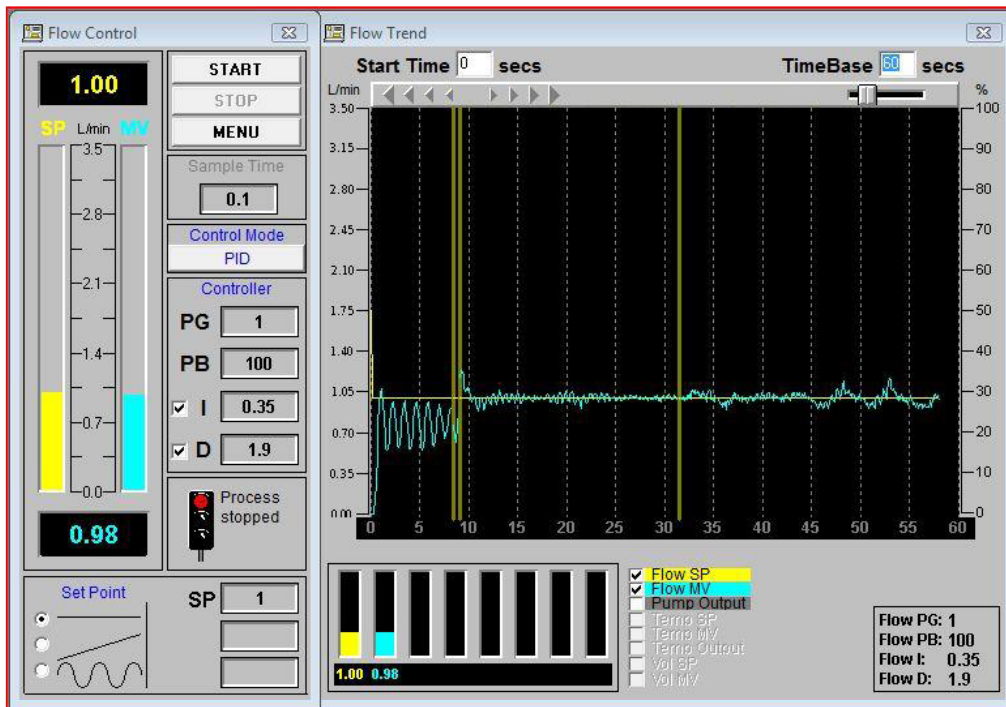 Flow Control
1.00
SP L/min MV
3.5
2.8
2.1
1.4
0.7
0.0
0.98
START
STOP
MENU
Sample Time
0.1
Control Mode
PID
Controller
PG 1
PB 100
I 0.35
D 1.9
Process
stopped
Set Point
SP 1
Flow Trend
Start Time 0 secs
TimeBase 60 secs
L/min
%
3.50
3.15
2.80
2.45
2.10
1.75
1.40
1.05
0.70
0.35
0.00
100
90
80
70
60
50
40
30
20
10
0
0 5 10 15 20 25 30 35 40 45 50 55 60
1.00 0.98
Flow SP
Flow MV
Pump Output
Temp SP
Temp MV
Temp Output
Vol SP
Vol MV
Flow PG: 1
Flow PB: 100
Flow I: 0.35
Flow D: 1.9